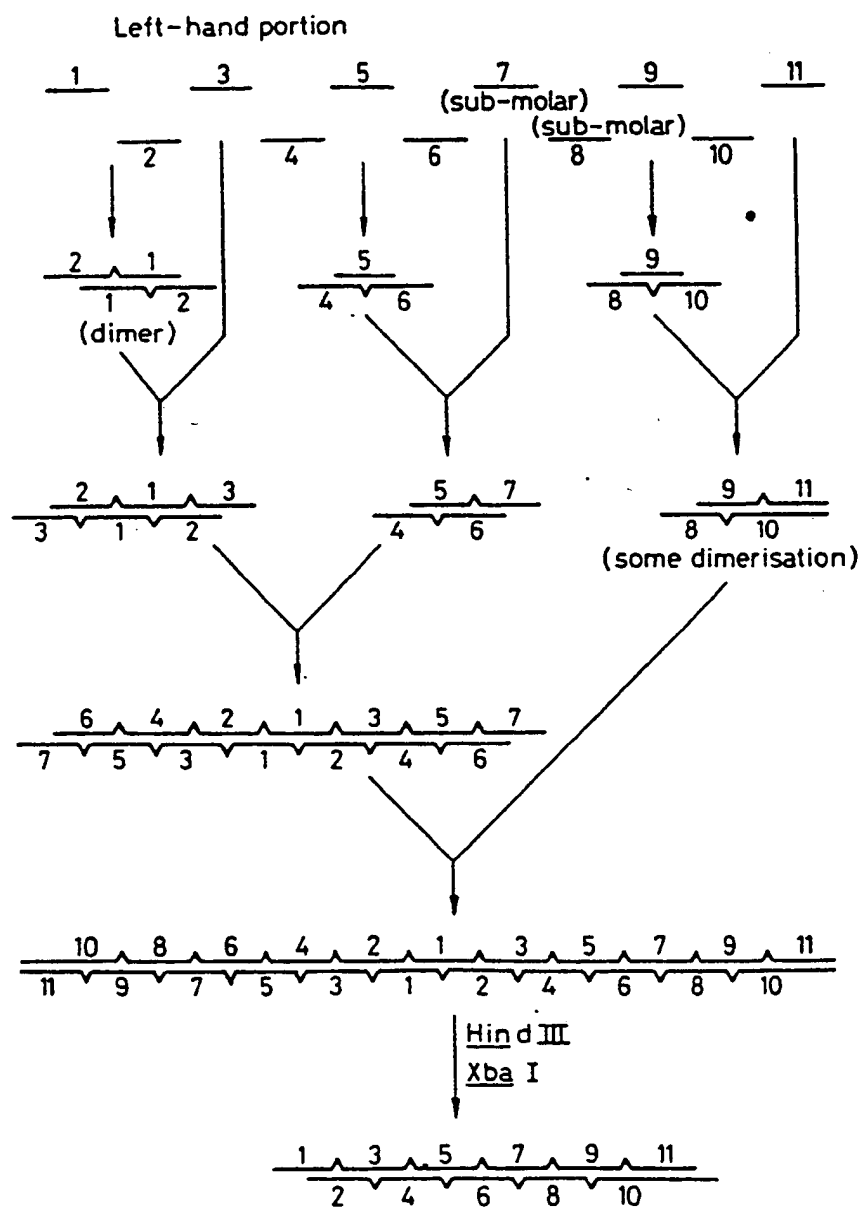 Left-hand portion
1 3 5 7 9 11
(sub-molar)
(sub-molar)
2 4 6 8 10
2 1 5 9
1 2 4 6 8 10
(dimer)
2 1 3 5 7 9 11
3 1 2 4 6 8 10
(some dimerisation)
6 4 2 1 3 5 7
7 5 3 1 2 4 6
10 8 6 4 2 1 3 5 7 9 11
11 9 7 5 3 1 2 4 6 8 10
Hind III
Xba I
1 3 5 7 9 11
2 4 6 8 10